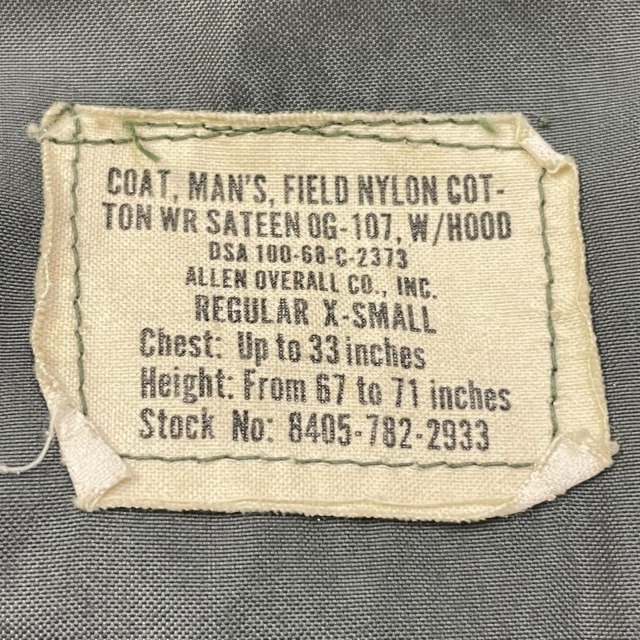 COAT, MAN'S, FIELD NYLON COT-
TON WR SATEEN OG-107, W/HOOD
DSA 100-68-C-2373
ALLEN OVERALL CO., INC.
REGULAR X-SMALL
Chest: Up to 33 inches
Height: From 67 to 71 inches
Stock No: 8405-782-2933